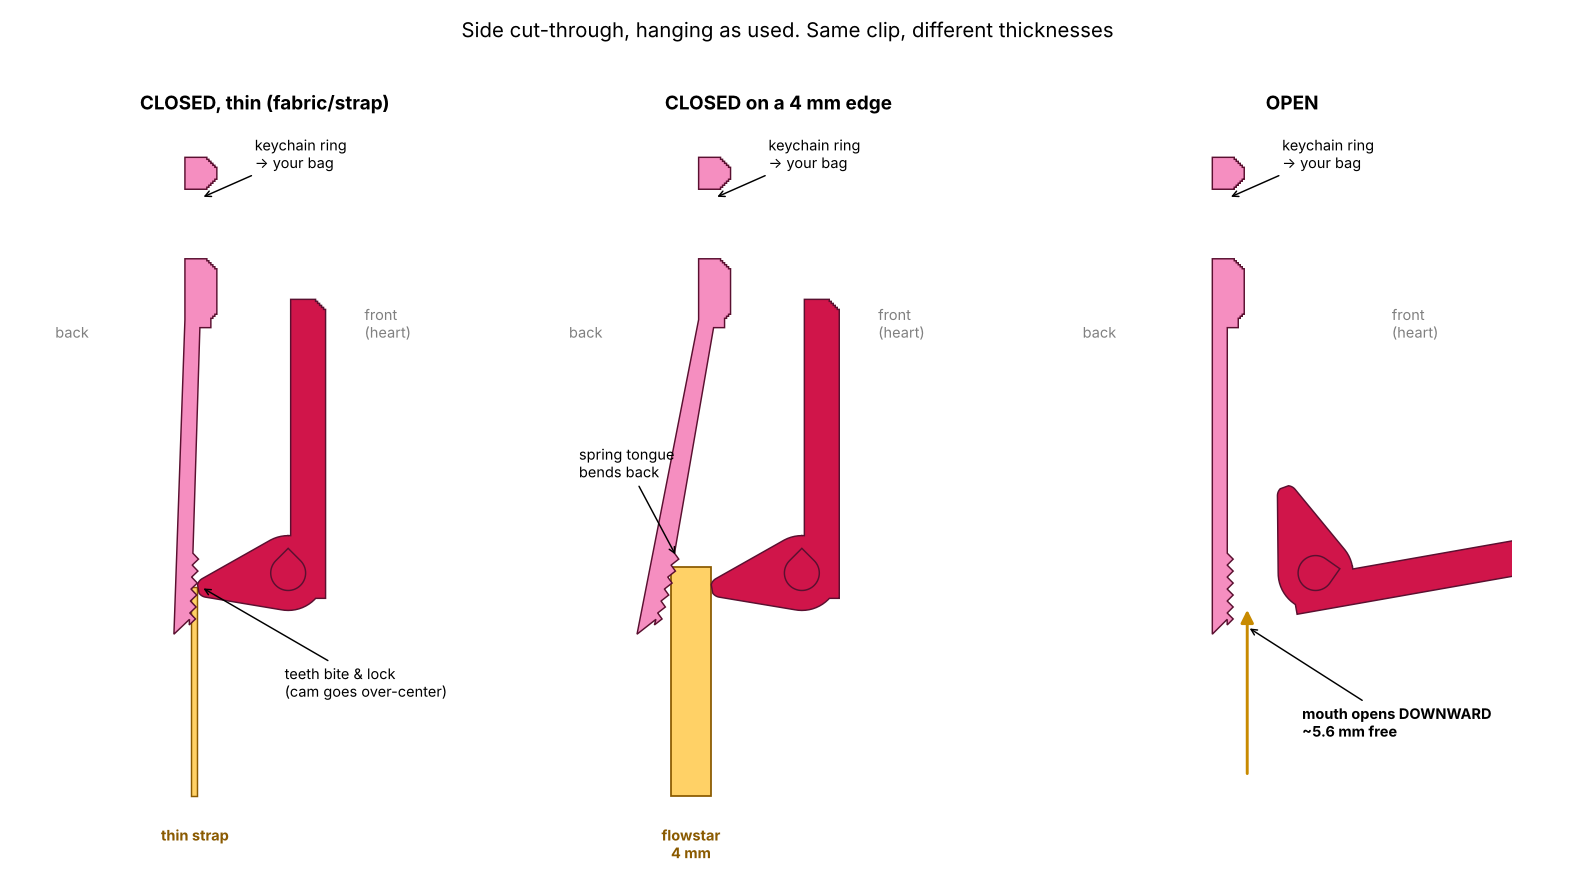 Side cut-through, hanging as used. Same clip, different thicknesses
CLOSED, thin (fabric/strap)
keychain ring
→ your bag
back
front
(heart)
teeth bite & lock
(cam goes over-center)
thin strap
CLOSED on a 4 mm edge
keychain ring
→ your bag
back
front
(heart)
spring tongue
bends back
flowstar
4 mm
OPEN
keychain ring
→ your bag
back
front
(heart)
mouth opens DOWNWARD
~5.6 mm free